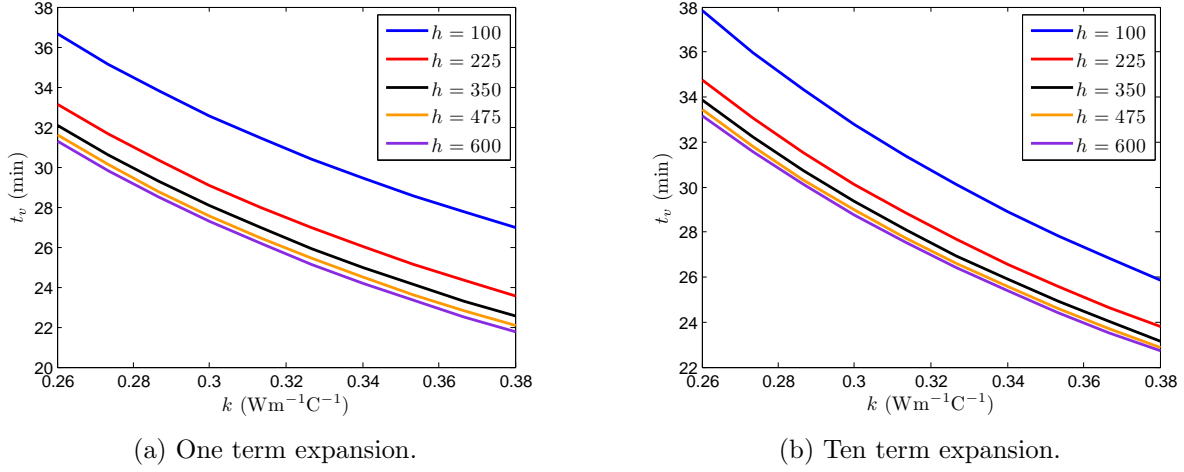 38
36
34
32
30
28
26
24
22
20
t_v (min)
0.26 0.28 0.3 0.32 0.34 0.36 0.38
k (Wm⁻¹C⁻¹)
h = 100
h = 225
h = 350
h = 475
h = 600
(a) One term expansion.
38
36
34
32
30
28
26
24
22
t_v (min)
0.26 0.28 0.3 0.32 0.34 0.36 0.38
k (Wm⁻¹C⁻¹)
h = 100
h = 225
h = 350
h = 475
h = 600
(b) Ten term expansion.